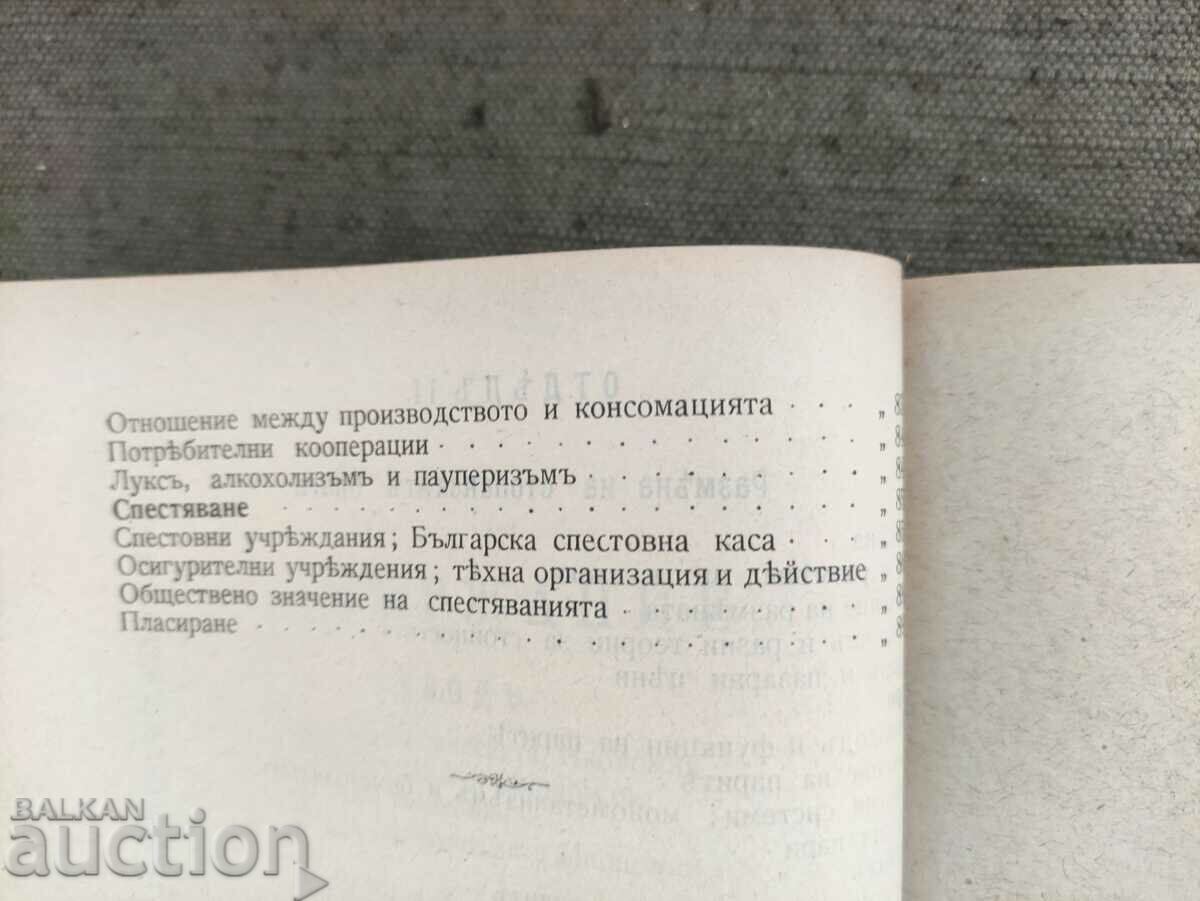 Отношение между производството и консомацията . . . „
Потрѣбителни кооперации . . . . . . . . . . . . „
Луксъ, алкохолизъмъ и пауперизъмъ . . . . . . . . „
Спестяване . . . . . . . . . . . . . . . . . „
Спестовни учрѣждания; Българска спестовна каса . . . „
Осигурителни учрѣждения; тѣхна организация и дѣйствие „
Обществено значение на спестяванията . . . . . . . „
Пласиране . . . . . . . . . . . . . . . . . „
BALKAN
auction